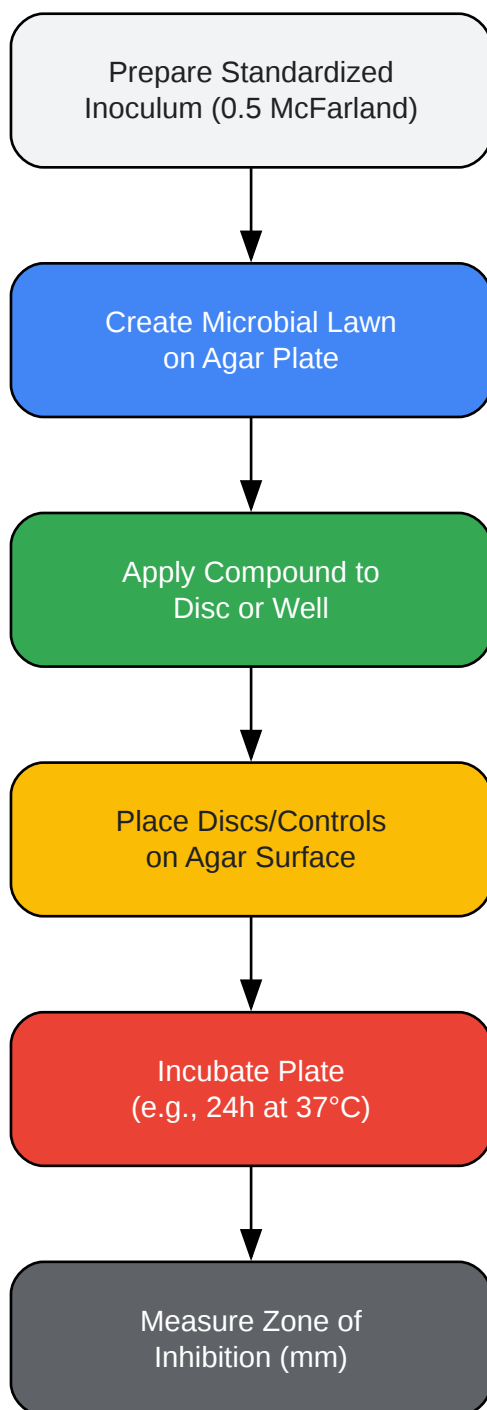 Prepare Standardized
Inoculum (0.5 McFarland)
Create Microbial Lawn
on Agar Plate
Apply Compound to
Disc or Well
Place Discs/Controls
on Agar Surface
Incubate Plate
(e.g., 24h at 37°C)
Measure Zone of
Inhibition (mm)